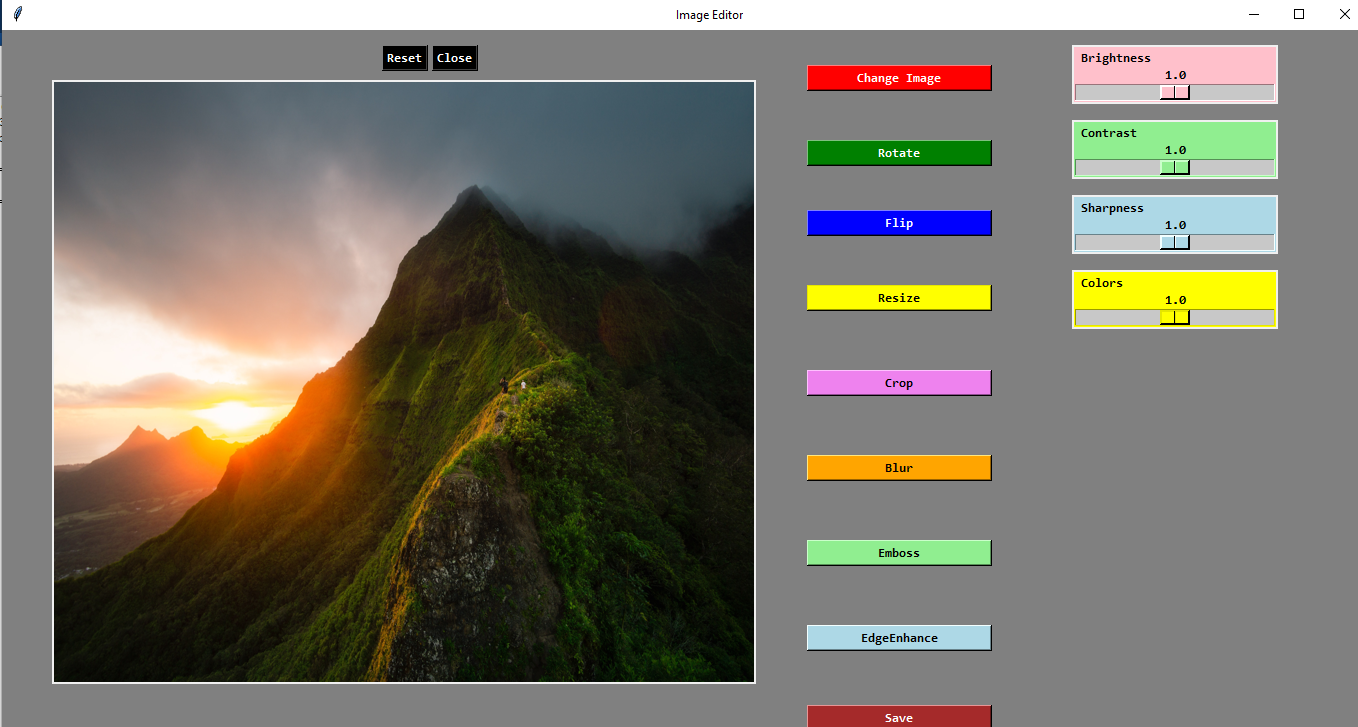 Image Editor
Reset Close
Change Image
Rotate
Flip
Resize
Crop
Blur
Emboss
EdgeEnhance
Save
Brightness
1.0
Contrast
1.0
Sharpness
1.0
Colors
1.0